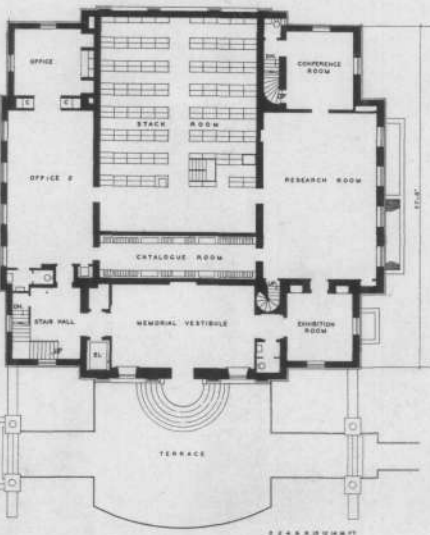 OFFICE
CONFERENCE
ROOM
C
C
STACK ROOM
OFFICE 2
RESEARCH ROOM
CATALOGUE ROOM
STAIR HALL
MEMORIAL VESTIBULE
EXHIBITION
ROOM
EL
UP
TERRACE